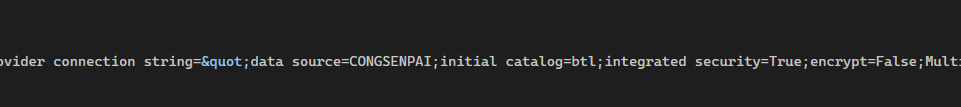 ovider connection string=&quot;data source=CONGSENPAI;initial catalog=btl;integrated security=True;encrypt=False;Multi